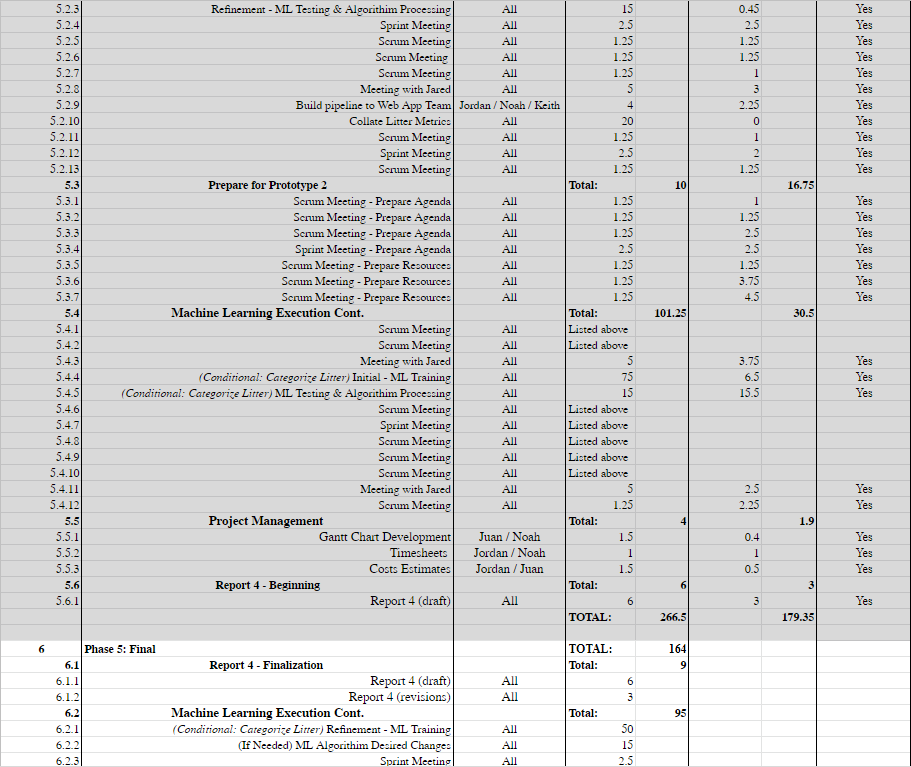 5.2.3 Refinement - ML Testing & Algorithim Processing All 15 0.45 Yes
5.2.4 Sprint Meeting All 2.5 2.5 Yes
5.2.5 Scrum Meeting All 1.25 1.25 Yes
5.2.6 Scrum Meeting All 1.25 1.25 Yes
5.2.7 Scrum Meeting All 1.25 1 Yes
5.2.8 Meeting with Jared All 5 3 Yes
5.2.9 Build pipeline to Web App Team Jordan / Noah / Keith 4 2.25 Yes
5.2.10 Collate Litter Metrics All 20 0 Yes
5.2.11 Scrum Meeting All 1.25 1 Yes
5.2.12 Sprint Meeting All 2.5 2 Yes
5.2.13 Scrum Meeting All 1.25 1.25 Yes
5.3 Prepare for Prototype 2 Total: 10 16.75
5.3.1 Scrum Meeting - Prepare Agenda All 1.25 1 Yes
5.3.2 Scrum Meeting - Prepare Agenda All 1.25 1.25 Yes
5.3.3 Scrum Meeting - Prepare Agenda All 1.25 2.5 Yes
5.3.4 Sprint Meeting - Prepare Agenda All 2.5 2.5 Yes
5.3.5 Scrum Meeting - Prepare Resources All 1.25 1.25 Yes
5.3.6 Scrum Meeting - Prepare Resources All 1.25 3.75 Yes
5.3.7 Scrum Meeting - Prepare Resources All 1.25 4.5 Yes
5.4 Machine Learning Execution Cont. Total: 101.25 30.5
5.4.1 Scrum Meeting All Listed above
5.4.2 Scrum Meeting All Listed above
5.4.3 Meeting with Jared All 5 3.75 Yes
5.4.4 (Conditional: Categorize Litter) Initial - ML Training All 75 6.5 Yes
5.4.5 (Conditional: Categorize Litter) ML Testing & Algorithim Processing All 15 15.5 Yes
5.4.6 Scrum Meeting All Listed above
5.4.7 Sprint Meeting All Listed above
5.4.8 Scrum Meeting All Listed above
5.4.9 Scrum Meeting All Listed above
5.4.10 Scrum Meeting All Listed above
5.4.11 Meeting with Jared All 5 2.5 Yes
5.4.12 Scrum Meeting All 1.25 2.25 Yes
5.5 Project Management Total: 4 1.9
5.5.1 Gantt Chart Development Juan / Noah 1.5 0.4 Yes
5.5.2 Timesheets Jordan / Noah 1 1 Yes
5.5.3 Costs Estimates Jordan / Juan 1.5 0.5 Yes
5.6 Report 4 - Beginning Total: 6 3
5.6.1 Report 4 (draft) All 6 3 Yes
TOTAL: 266.5 179.35
6 Phase 5: Final TOTAL: 164
6.1 Report 4 - Finalization Total: 9
6.1.1 Report 4 (draft) All 6
6.1.2 Report 4 (revisions) All 3
6.2 Machine Learning Execution Cont. Total: 95
6.2.1 (Conditional: Categorize Litter) Refinement - ML Training All 50
6.2.2 (If Needed) ML Algorithim Desired Changes All 15
6.2.3 Sprint Meeting All 2.5